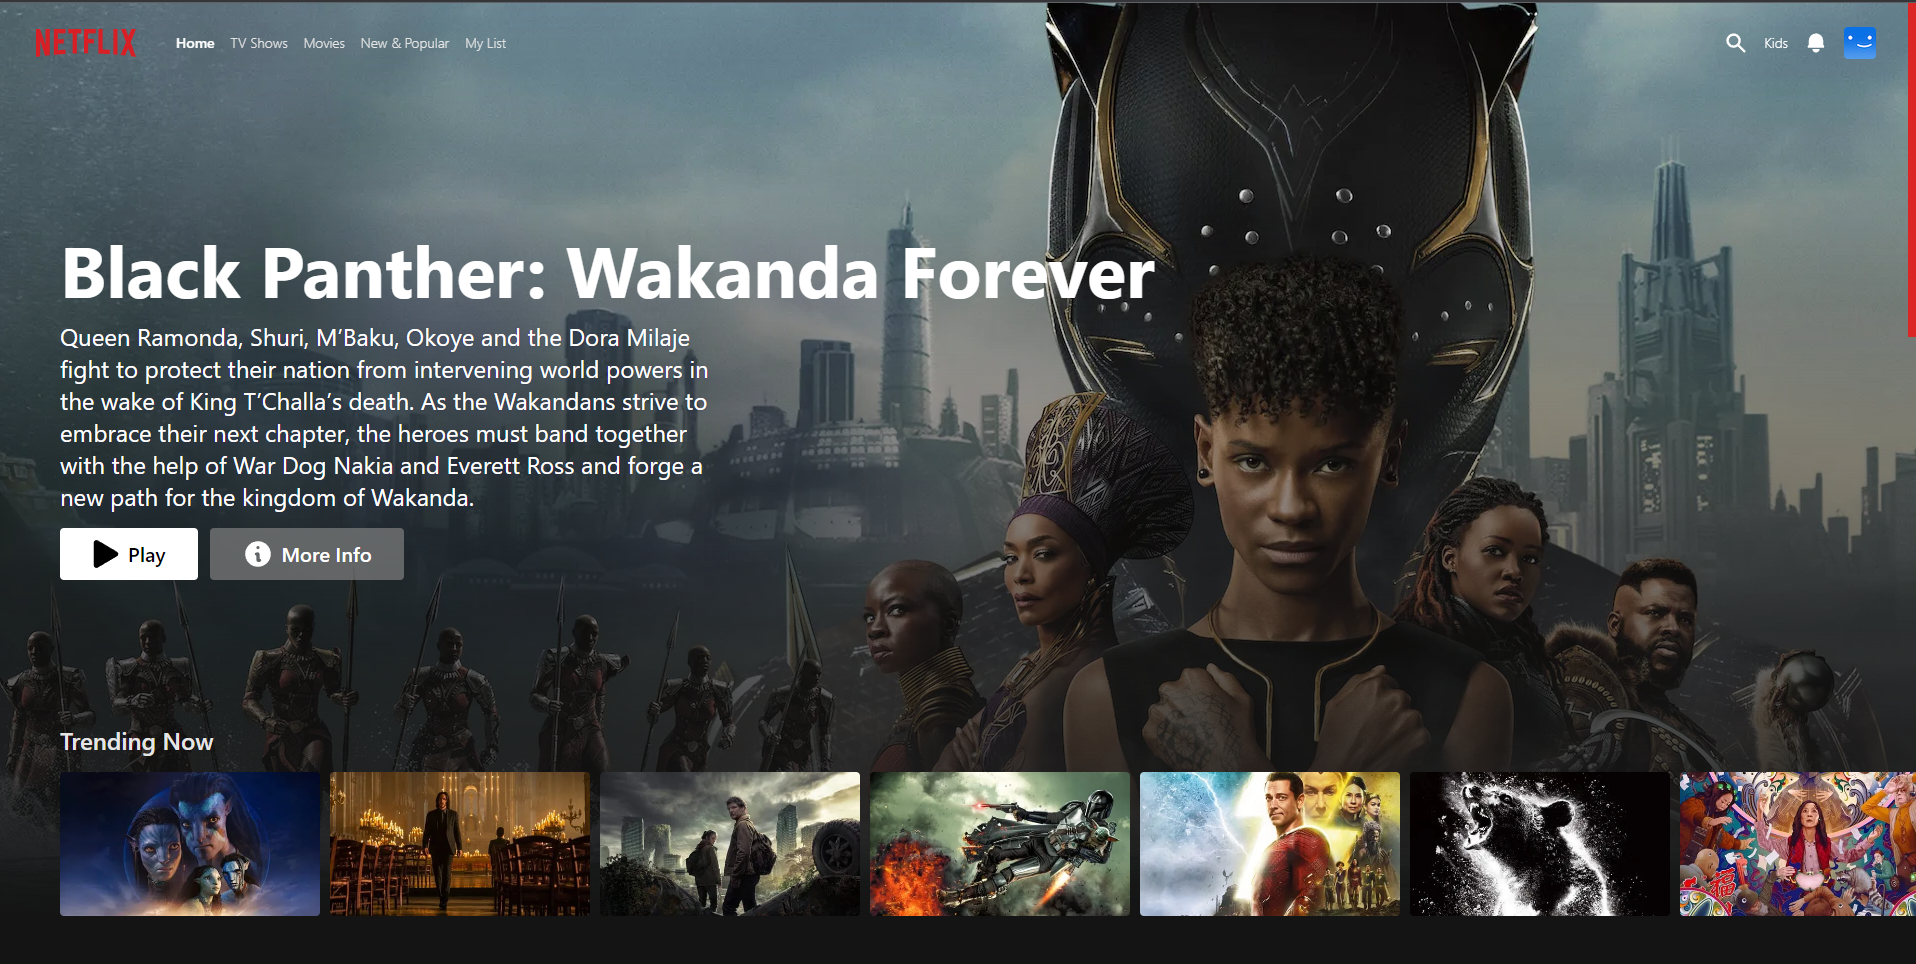 NETFLIX Home TV Shows Movies New & Popular My List Kids
Black Panther: Wakanda Forever
Queen Ramonda, Shuri, M’Baku, Okoye and the Dora Milaje
fight to protect their nation from intervening world powers in
the wake of King T’Challa’s death. As the Wakandans strive to
embrace their next chapter, the heroes must band together
with the help of War Dog Nakia and Everett Ross and forge a
new path for the kingdom of Wakanda.
Play More Info
Trending Now
福